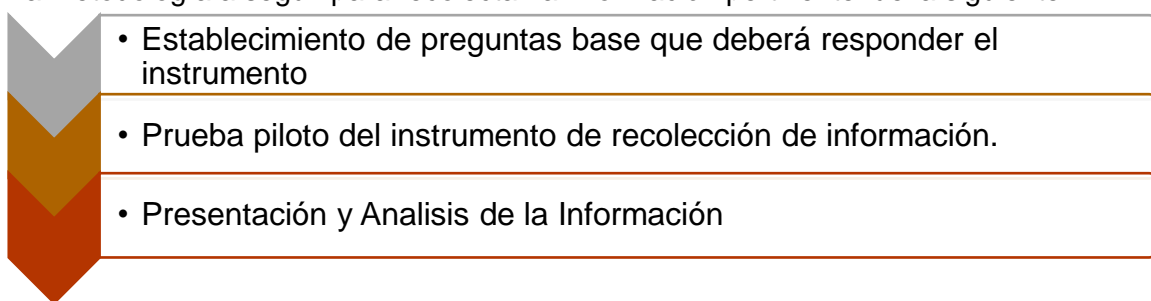 • Establecimiento de preguntas base que deberá responder el
instrumento
• Prueba piloto del instrumento de recolección de información.
• Presentación y Analisis de la Información